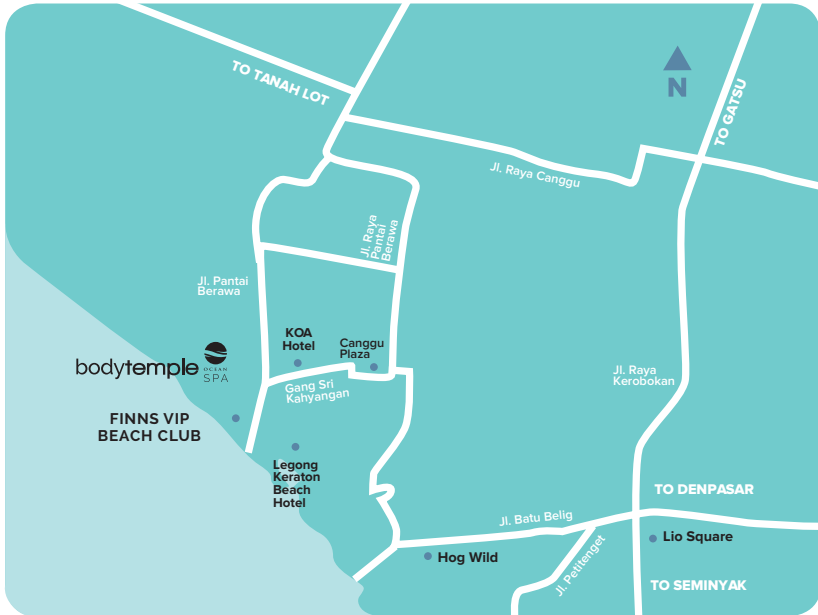 TO TANAH LOT
N
TO GATSU
Jl. Raya Canggu
Jl. Raya
Pantai
Berawa
Jl. Pantai
Berawa
KOA
Hotel
Canggu
Plaza
bodytemple
OCEAN
SPA
Gang Sri
Kahyangan
Jl. Raya
Kerobokan
FINNS VIP
BEACH CLUB
Legong
Keraton
Beach
Hotel
TO DENPASAR
Jl. Batu Belig
Lio Square
Hog Wild
Jl. Petitenget
TO SEMINYAK